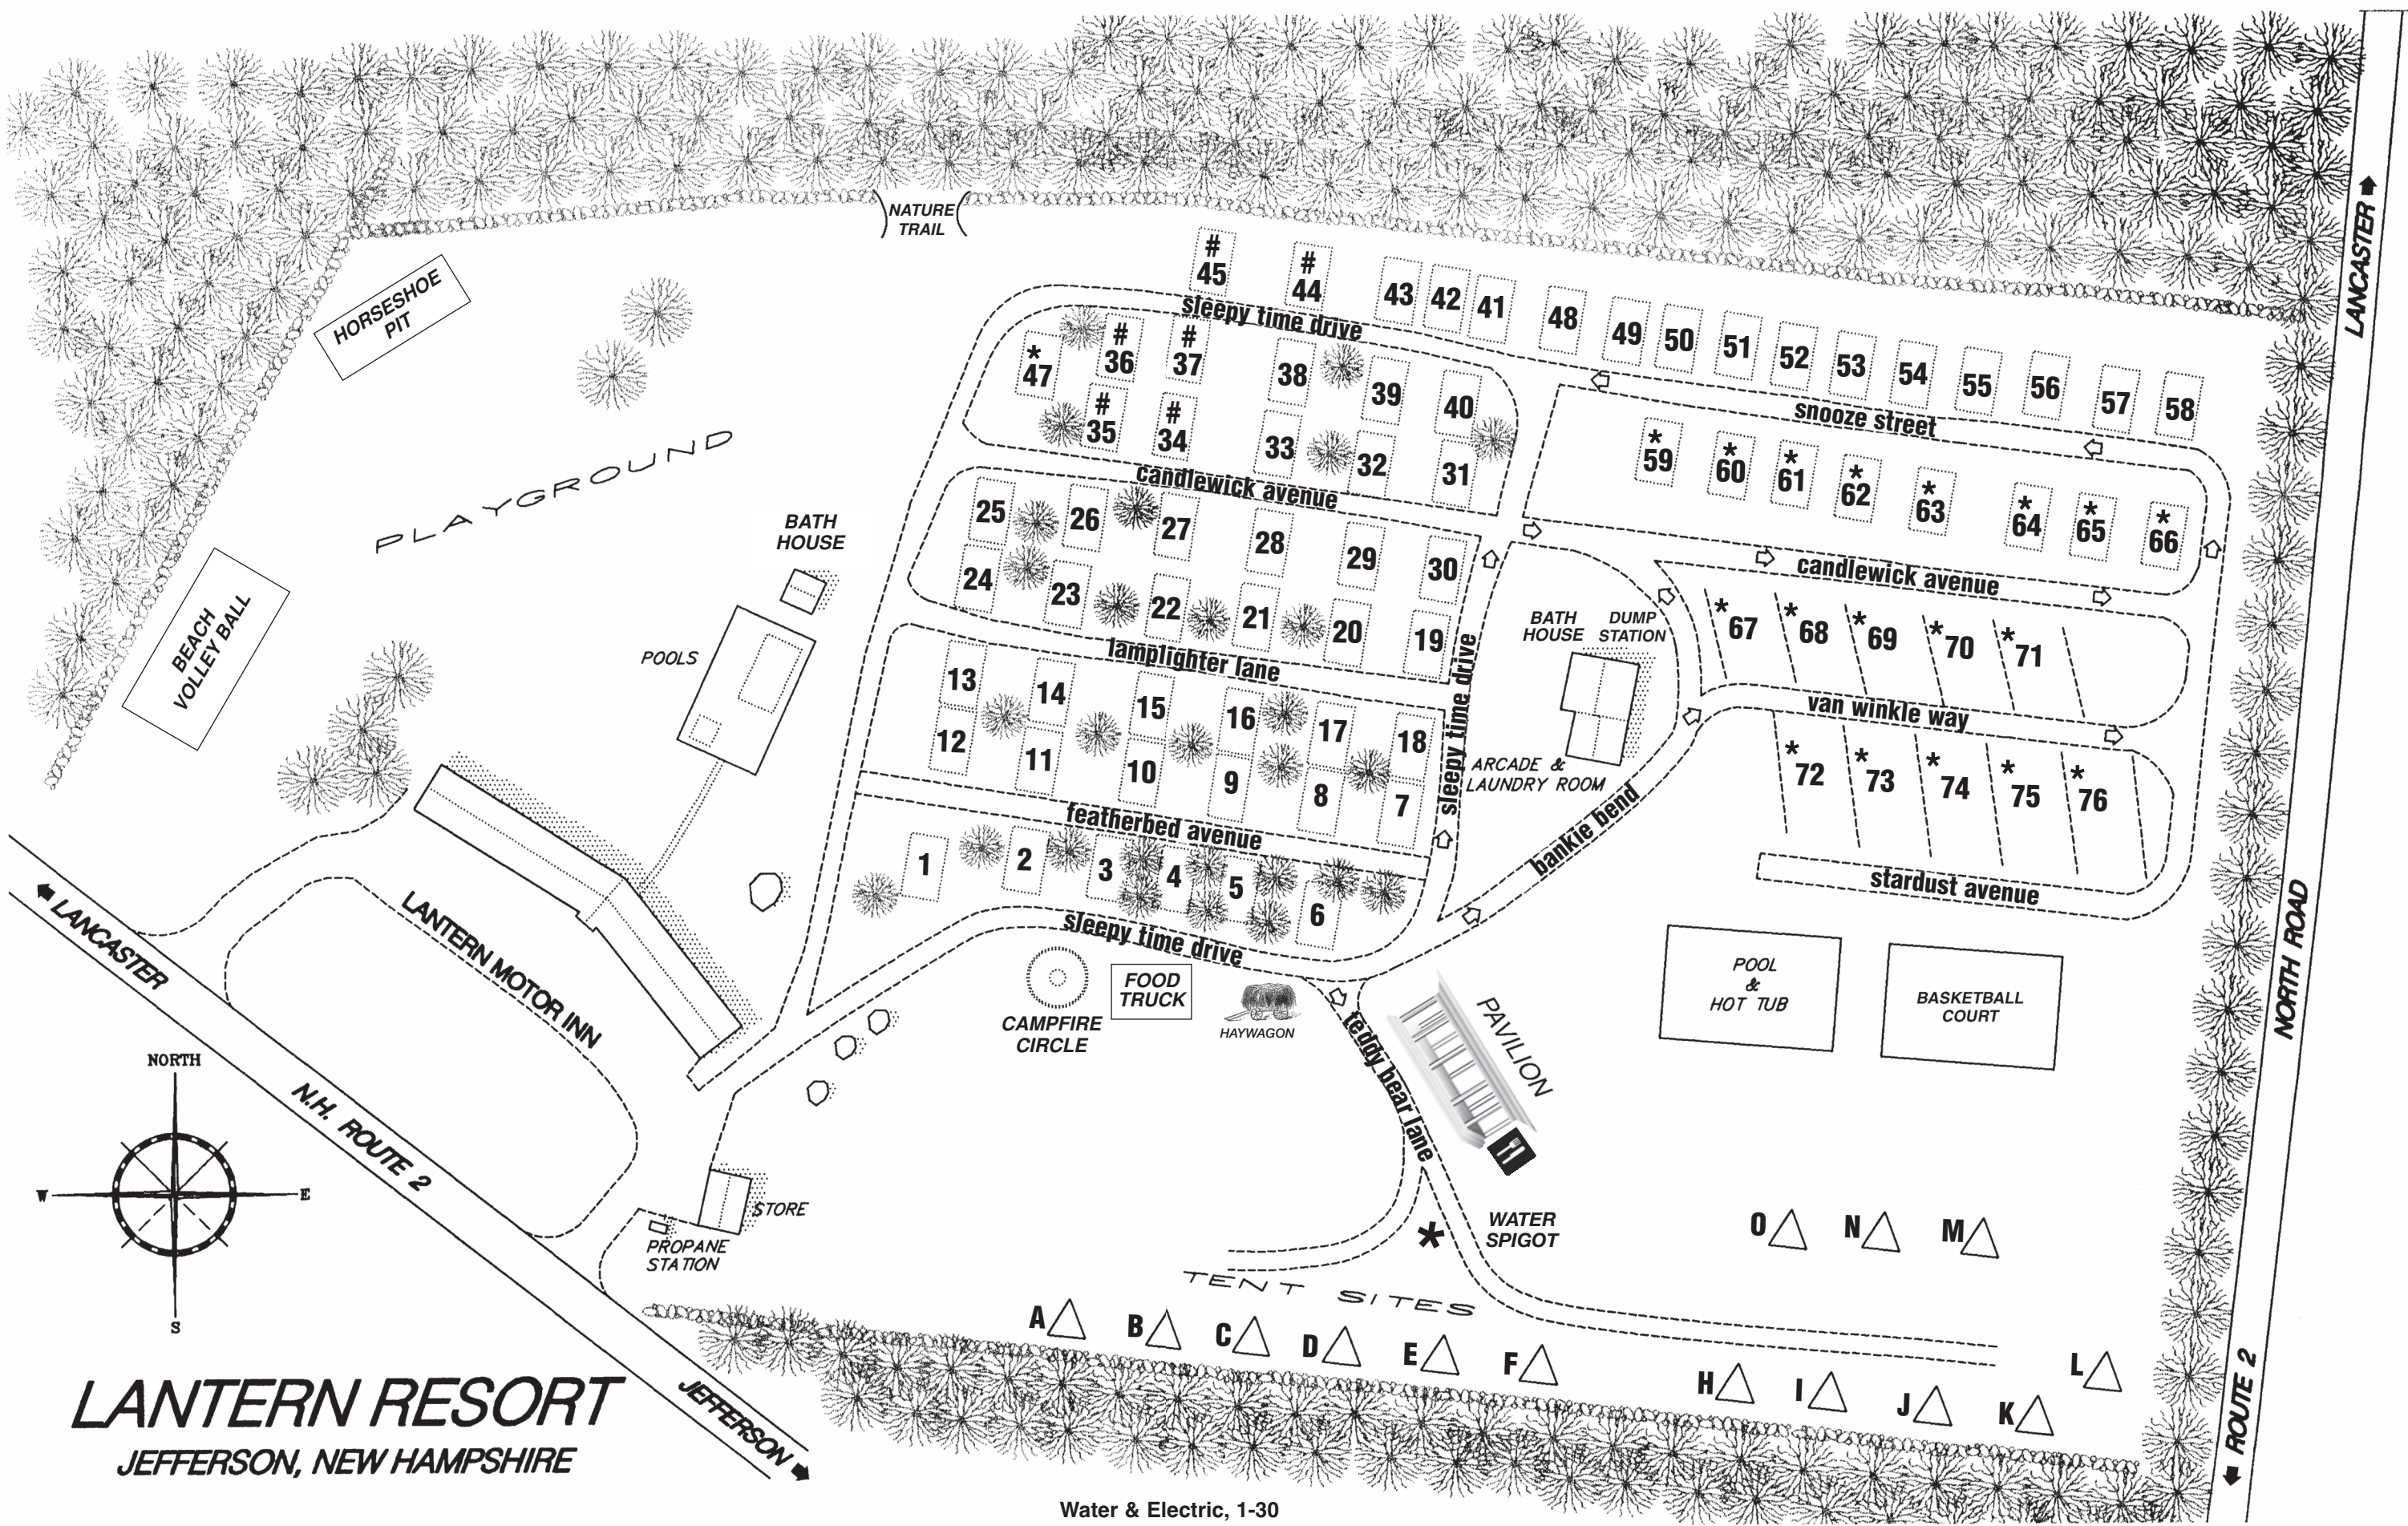 NATURE
TRAIL
LANCASTER
HORSESHOE
PIT
# 45
# 44
43
42
41
48
49
50
51
52
53
54
55
56
57
58
sleepy time drive
snooze street
* 47
# 36
# 37
38
39
40
# 35
# 34
33
32
31
* 59
* 60
* 61
* 62
* 63
* 64
* 65
* 66
candlewick avenue
candlewick avenue
PLAYGROUND
25
26
27
28
29
30
24
23
22
21
20
19
BATH
HOUSE
BEACH
VOLLEY BALL
POOLS
lamplighter lane
sleepy time drive
BATH
HOUSE
DUMP
STATION
ARCADE &
LAUNDRY ROOM
* 67
* 68
* 69
* 70
* 71
van winkle way
13
14
15
16
17
18
12
11
10
9
8
7
* 72
* 73
* 74
* 75
* 76
featherbed avenue
bankie bend
stardust avenue
1
2
3
4
5
6
sleepy time drive
LANCASTER
LANTERN MOTOR INN
CAMPFIRE
CIRCLE
FOOD
TRUCK
HAYWAGON
teddy bear lane
PAVILION
POOL
&
HOT TUB
BASKETBALL
COURT
NORTH ROAD
NORTH
W
E
S
N.H. ROUTE 2
STORE
PROPANE
STATION
*
WATER
SPIGOT
O
N
M
TENT SITES
A
B
C
D
E
F
H
I
J
K
L
ROUTE 2
JEFFERSON
LANTERN RESORT
JEFFERSON, NEW HAMPSHIRE
Water & Electric, 1-30